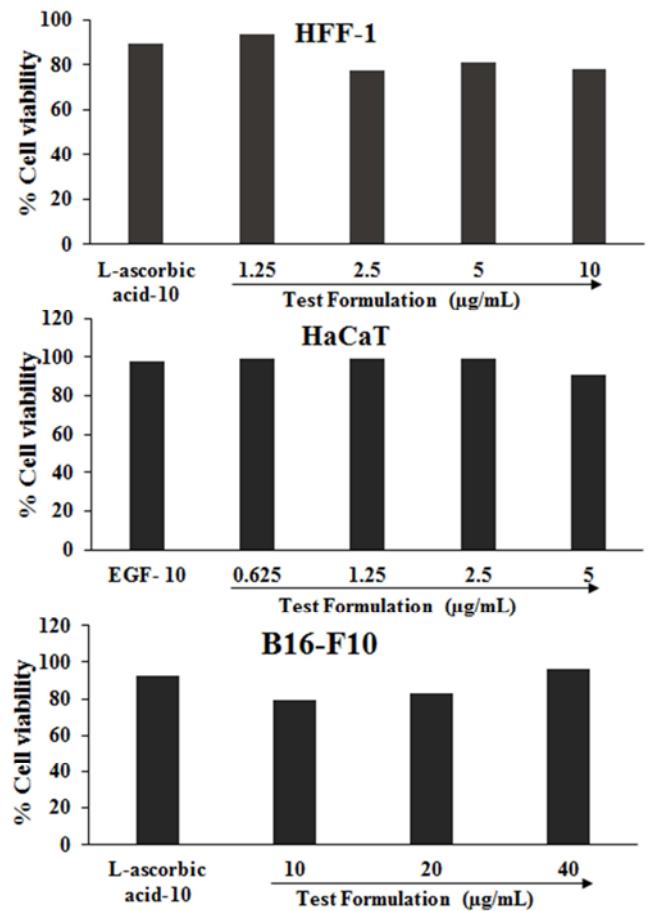 HFF-1
% Cell viability
100
80
60
40
20
0
L-ascorbic
acid-10
1.25 2.5 5 10
Test Formulation (µg/mL)
HaCaT
% Cell viability
120
100
80
60
40
20
0
EGF- 10 0.625 1.25 2.5 5
Test Formulation (µg/mL)
B16-F10
% Cell viability
120
100
80
60
40
20
0
L-ascorbic
acid-10
10 20 40
Test Formulation (µg/mL)